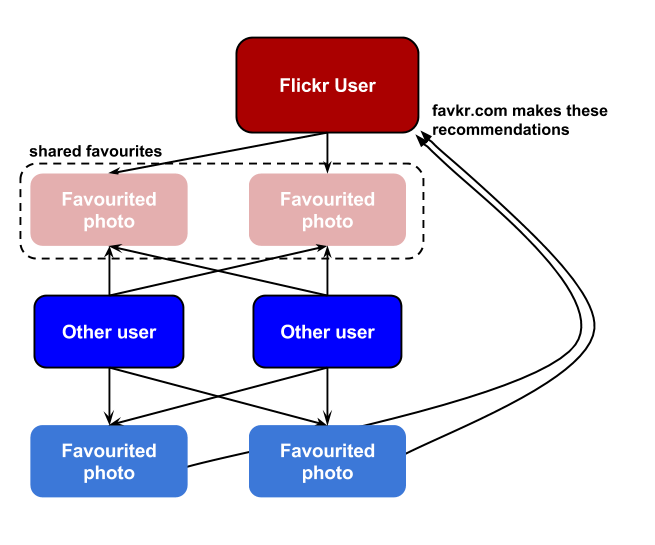 Flickr User
favkr.com makes these
recommendations
shared favourites
Favourited
photo
Favourited
photo
Other user
Other user
Favourited
photo
Favourited
photo